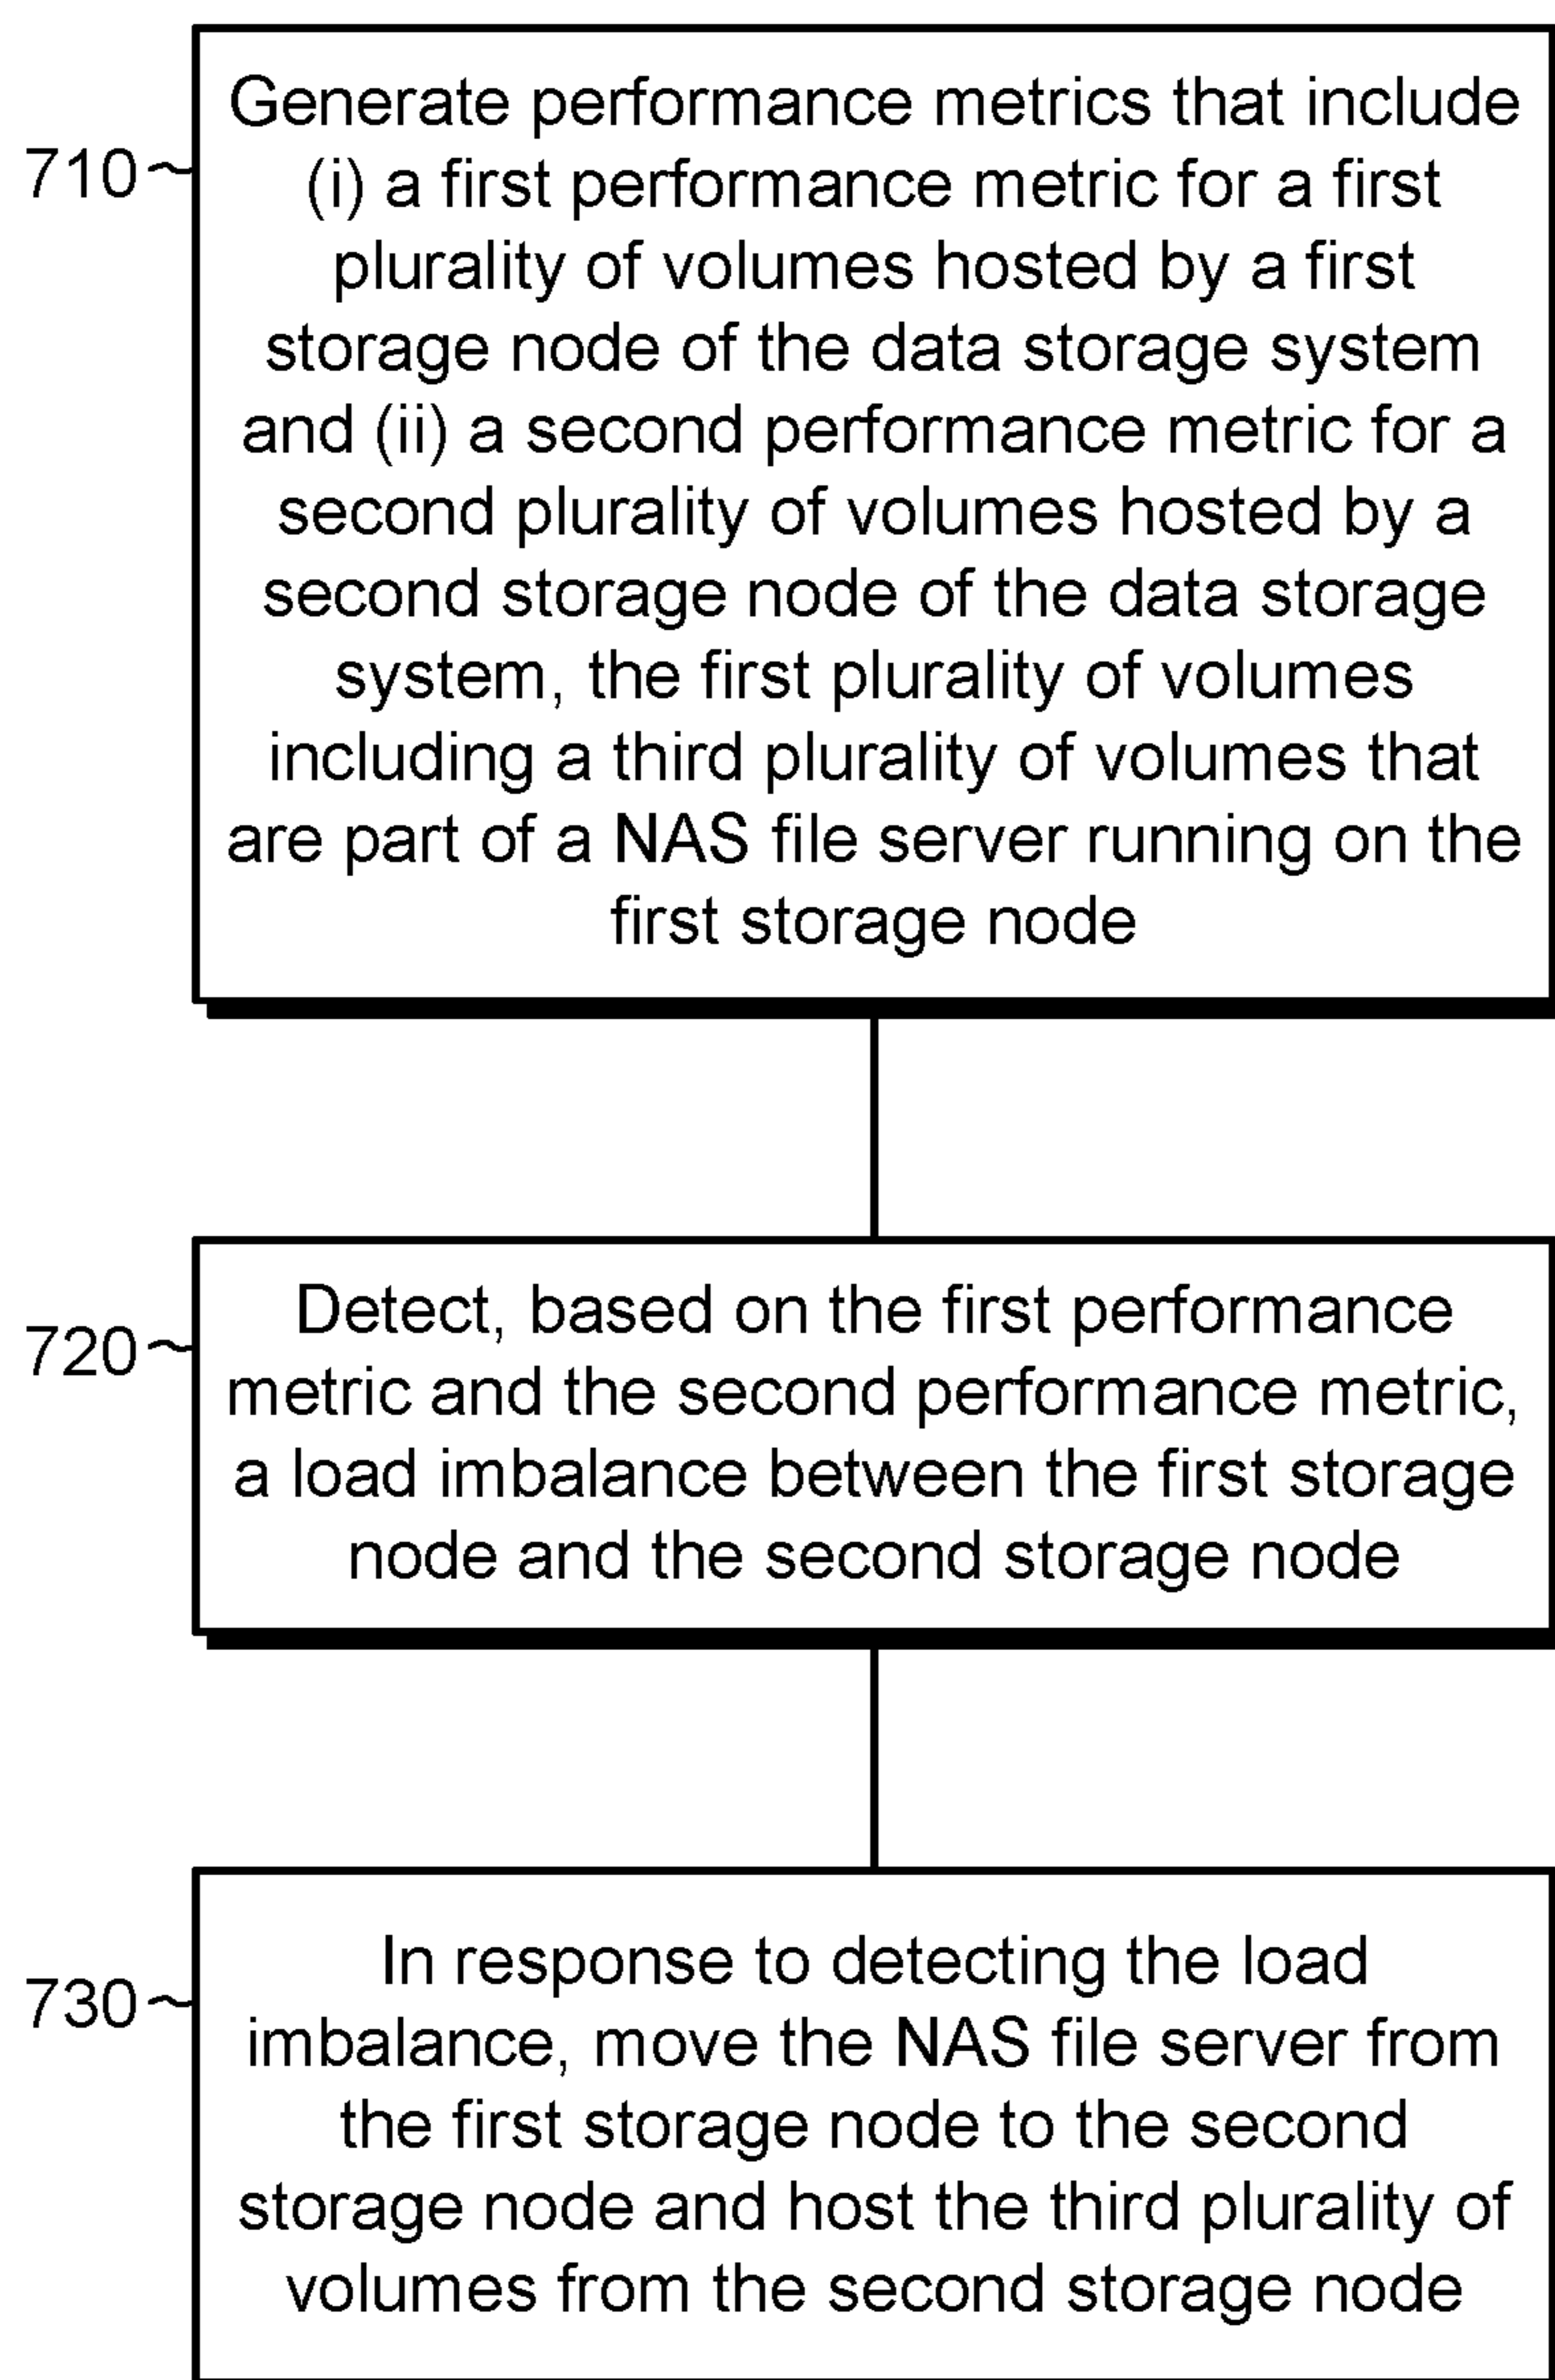 710
Generate performance metrics that include
(i) a first performance metric for a first
plurality of volumes hosted by a first
storage node of the data storage system
and (ii) a second performance metric for a
second plurality of volumes hosted by a
second storage node of the data storage
system, the first plurality of volumes
including a third plurality of volumes that
are part of a NAS file server running on the
first storage node
720
Detect, based on the first performance
metric and the second performance metric,
a load imbalance between the first storage
node and the second storage node
730
In response to detecting the load
imbalance, move the NAS file server from
the first storage node to the second
storage node and host the third plurality of
volumes from the second storage node